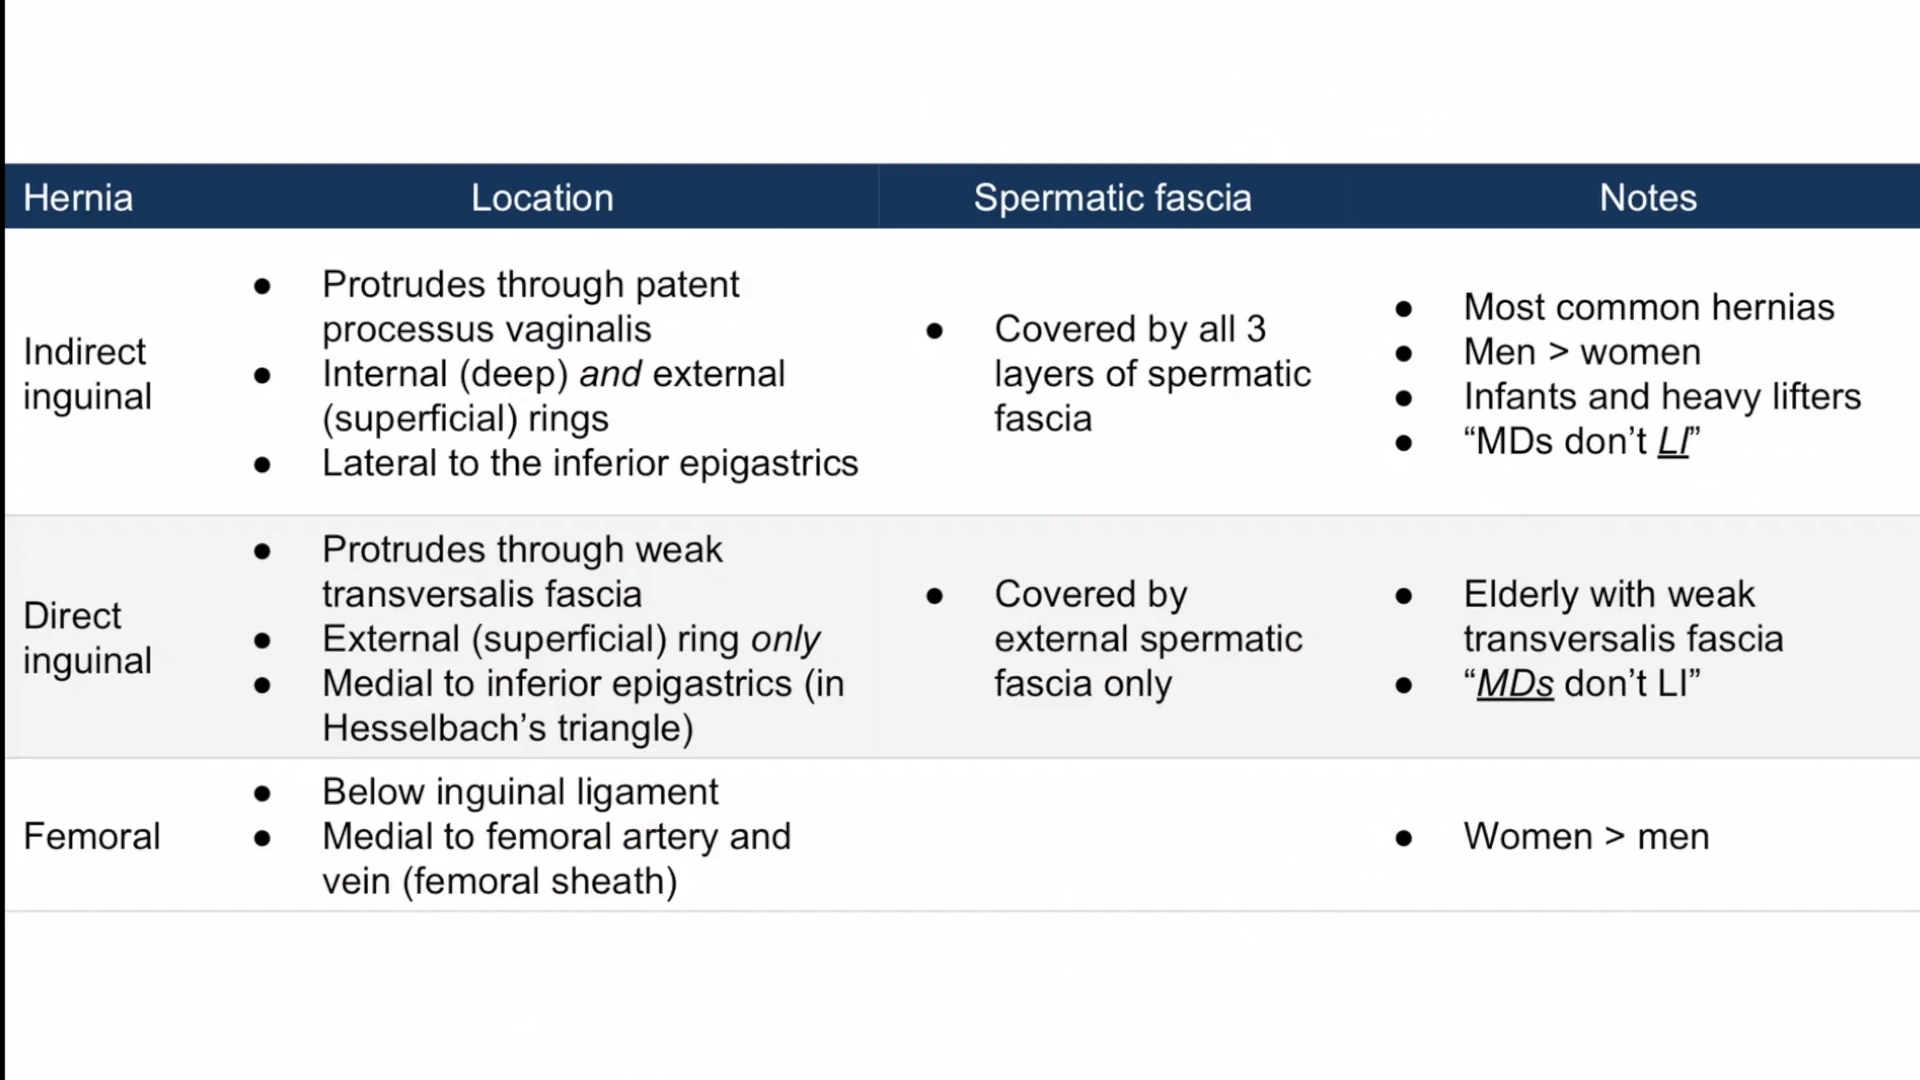 Hernia Location Spermatic fascia Notes
Indirect
inguinal
● Protrudes through patent
processus vaginalis
● Internal (deep) and external
(superficial) rings
● Lateral to the inferior epigastrics
● Covered by all 3
layers of spermatic
fascia
● Most common hernias
● Men > women
● Infants and heavy lifters
● “MDs don’t LI”
Direct
inguinal
● Protrudes through weak
transversalis fascia
● External (superficial) ring only
● Medial to inferior epigastrics (in
Hesselbach’s triangle)
● Covered by
external spermatic
fascia only
● Elderly with weak
transversalis fascia
● “MDs don’t LI”
Femoral
● Below inguinal ligament
● Medial to femoral artery and
vein (femoral sheath)
● Women > men